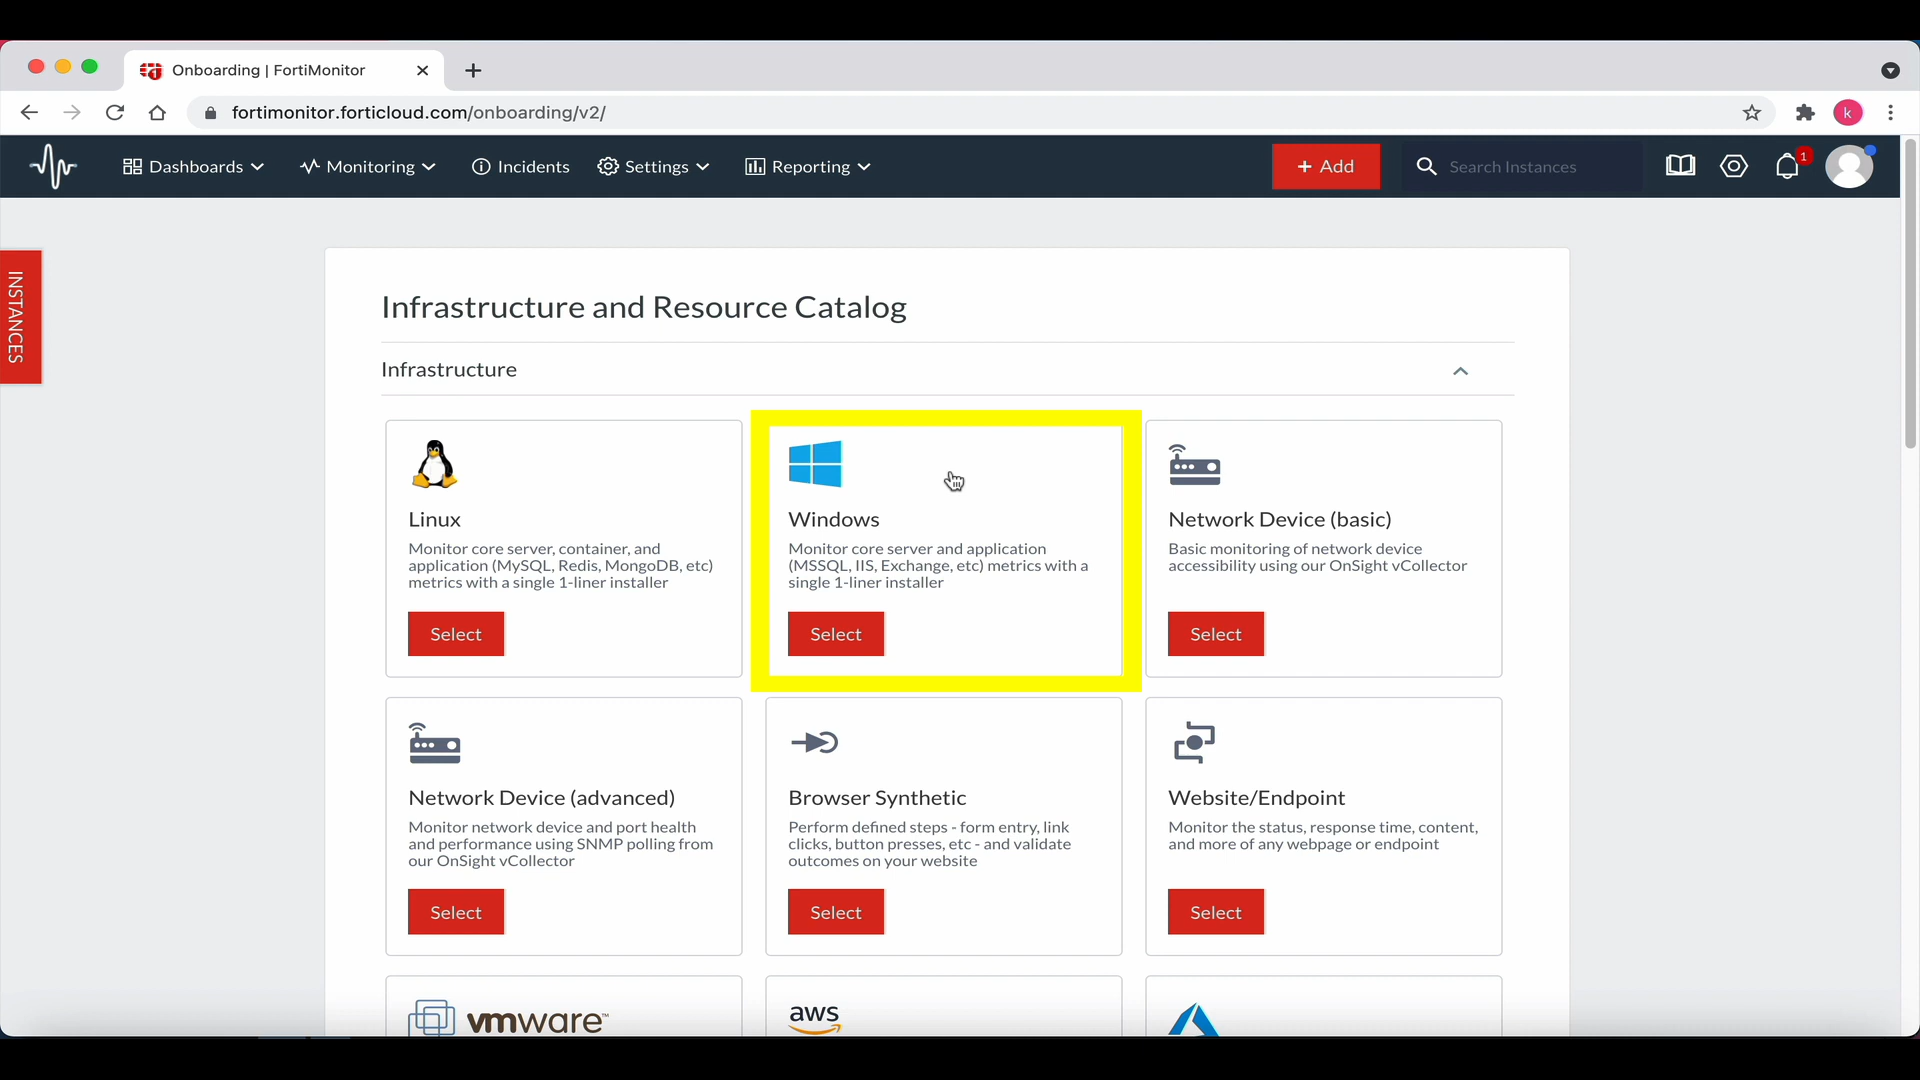 Onboarding | FortiMonitor
fortimonitor.forticloud.com/onboarding/v2/
k
Dashboards
Monitoring
Incidents
Settings
Reporting
+ Add
Search Instances
1
INSTANCES
Infrastructure and Resource Catalog
Infrastructure
Linux
Monitor core server, container, and
application (MySQL, Redis, MongoDB, etc)
metrics with a single 1-liner installer
Select
Windows
Monitor core server and application
(MSSQL, IIS, Exchange, etc) metrics with a
single 1-liner installer
Select
Network Device (basic)
Basic monitoring of network device
accessibility using our OnSight vCollector
Select
Network Device (advanced)
Monitor network device and port health
and performance using SNMP polling from
our OnSight vCollector
Select
Browser Synthetic
Perform defined steps - form entry, link
clicks, button presses, etc - and validate
outcomes on your website
Select
Website/Endpoint
Monitor the status, response time, content,
and more of any webpage or endpoint
Select
vmware™
aws